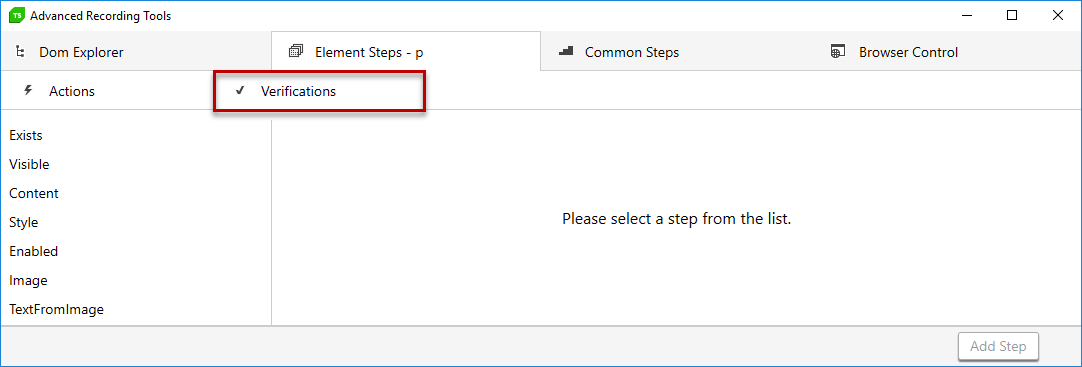 TS Advanced Recording Tools
Dom Explorer Element Steps - p Common Steps Browser Control
Actions Verifications
Exists
Visible
Content
Style
Enabled
Image
TextFromImage
Please select a step from the list.
Add Step